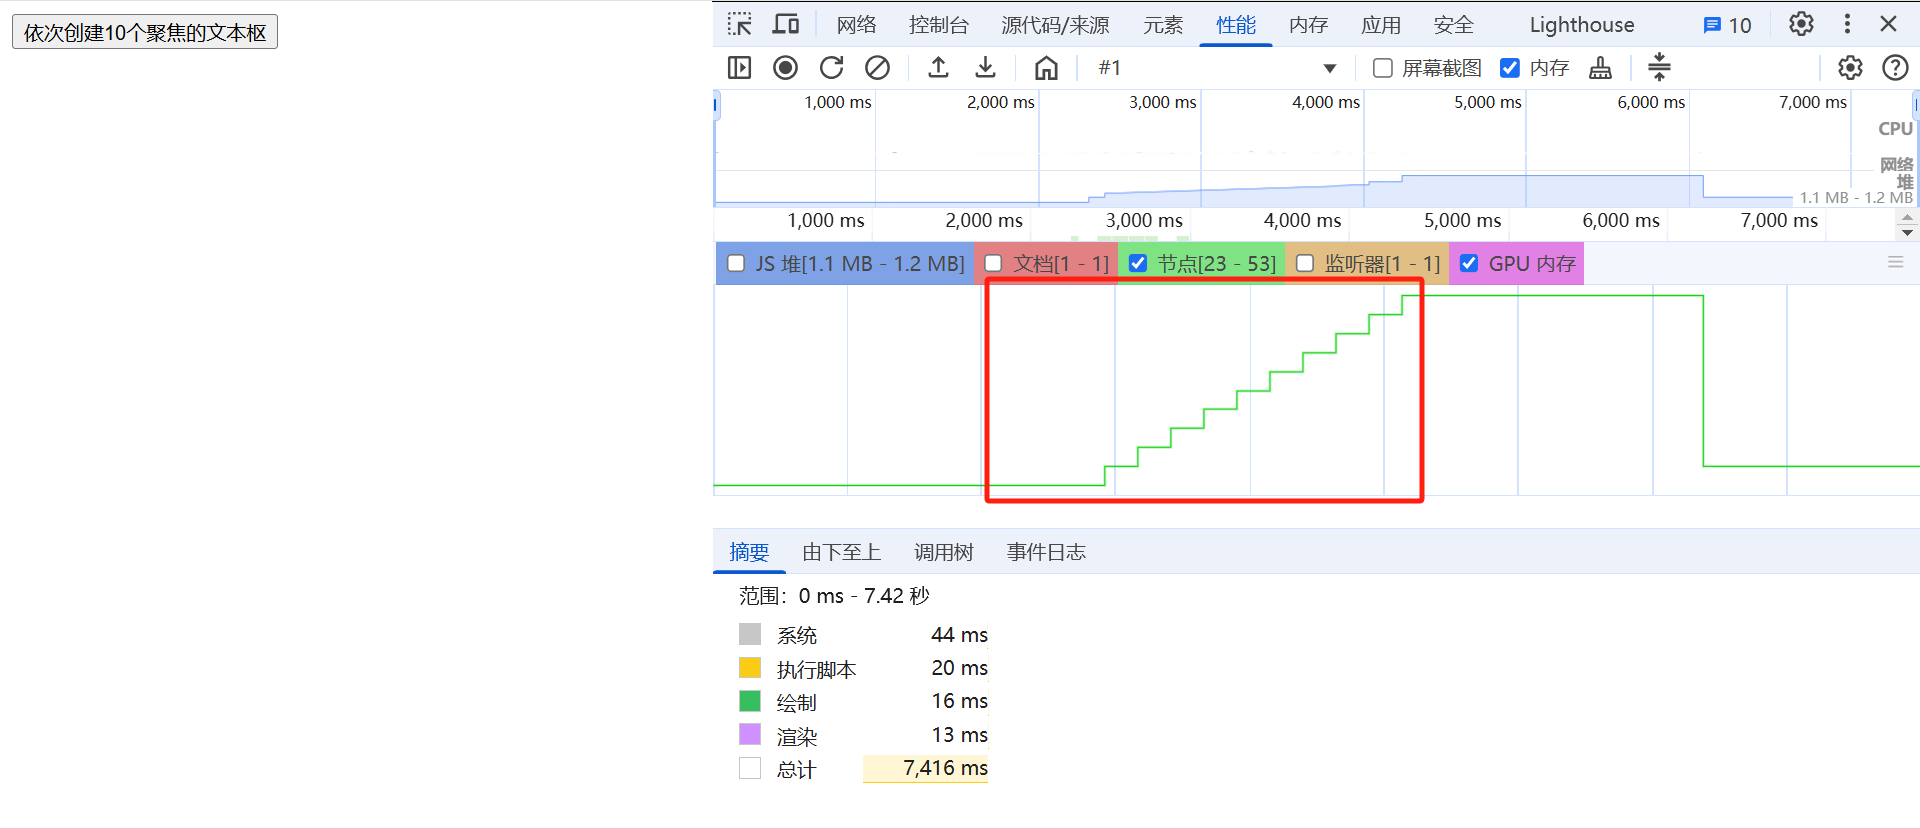 依次创建10个聚焦的文本枢
网络 控制台 源代码/来源 元素 性能 内存 应用 安全 Lighthouse 10
#1 屏幕截图 内存
1,000 ms 2,000 ms 3,000 ms 4,000 ms 5,000 ms 6,000 ms 7,000 ms
CPU
网络
堆
1.1 MB - 1.2 MB
1,000 ms 2,000 ms 3,000 ms 4,000 ms 5,000 ms 6,000 ms 7,000 ms
JS 堆[1.1 MB - 1.2 MB] 文档[1 - 1] 节点[23 - 53] 监听器[1 - 1] GPU 内存
摘要 由下至上 调用树 事件日志
范围：0 ms - 7.42 秒
系统 44 ms
执行脚本 20 ms
绘制 16 ms
渲染 13 ms
总计 7,416 ms